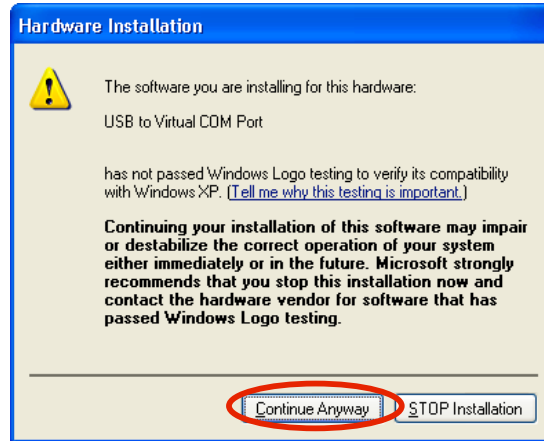 Hardware Installation
The software you are installing for this hardware:
USB to Virtual COM Port
has not passed Windows Logo testing to verify its compatibility
with Windows XP. (Tell me why this testing is important.)
Continuing your installation of this software may impair
or destabilize the correct operation of your system
either immediately or in the future. Microsoft strongly
recommends that you stop this installation now and
contact the hardware vendor for software that has
passed Windows Logo testing.
Continue Anyway STOP Installation